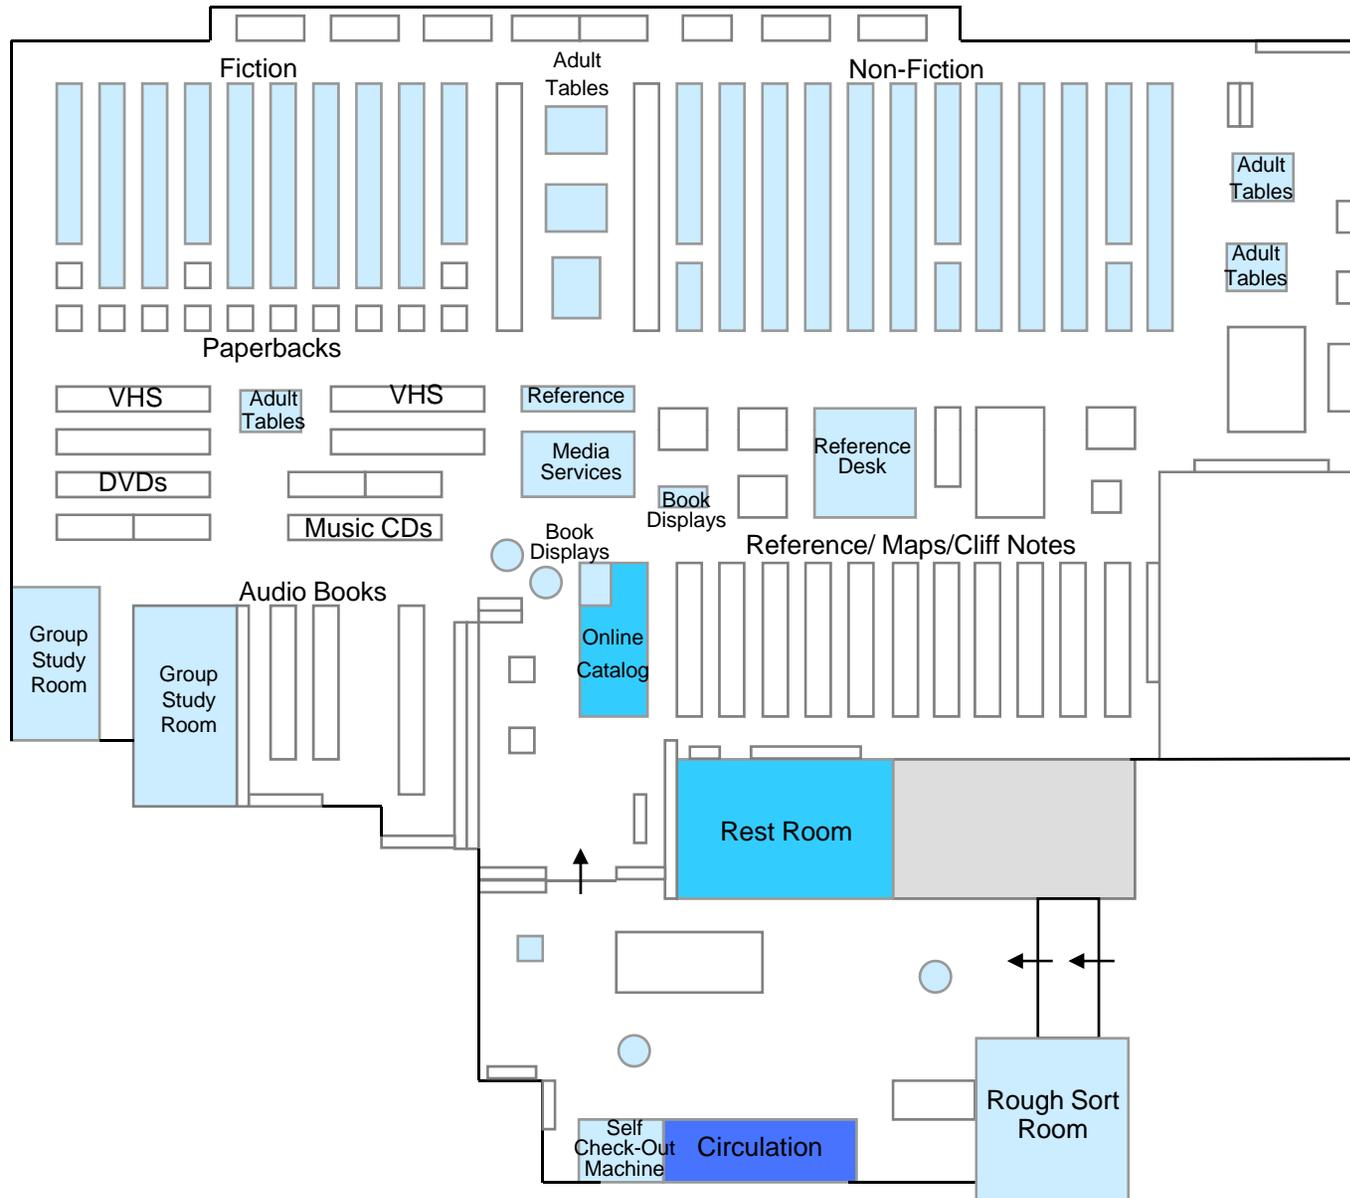 Adult
Tables
Fiction
Non-Fiction
Adult
Tables
Adult
Tables
Paperbacks
VHS
Adult
Tables
VHS
Reference
Media
Services
Reference
Desk
DVDs
Book
Displays
Music CDs
Book
Displays
Reference/ Maps/Cliff Notes
Audio Books
Group
Study
Room
Group
Study
Room
Online
Catalog
Rest Room
Rough Sort
Room
Self
Check-Out
Machine
Circulation